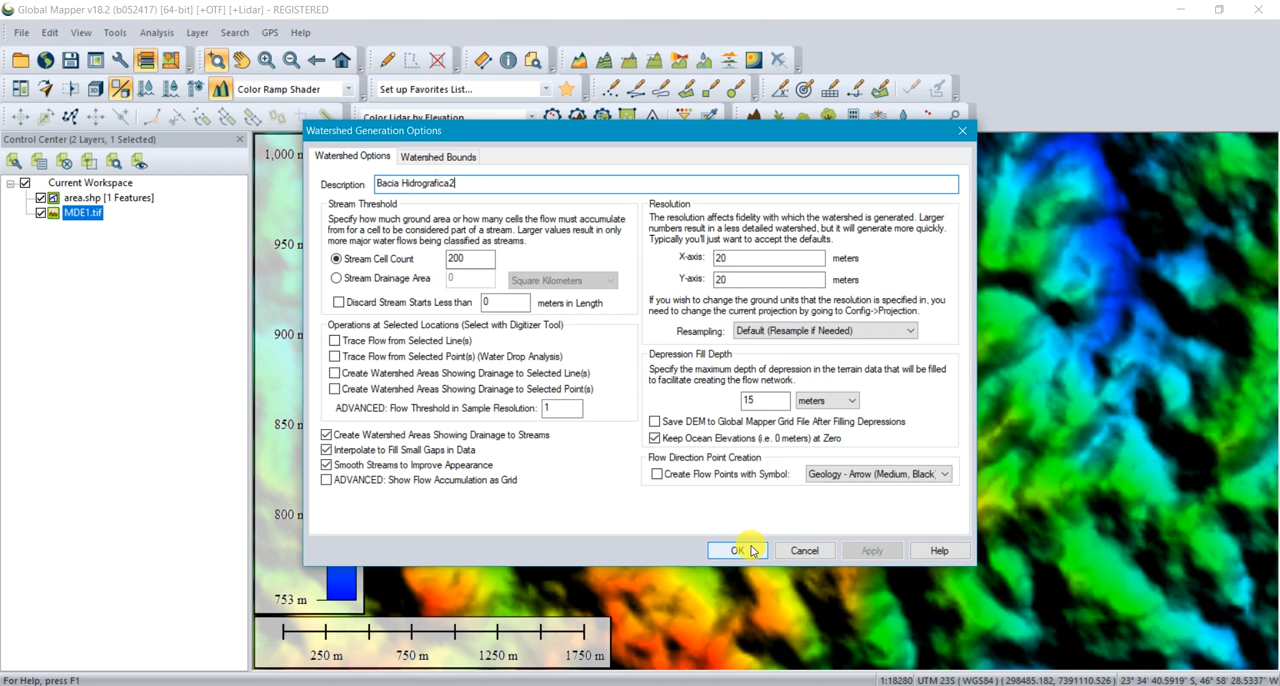 Global Mapper v18.2 (b052417) [64-bit] [+OTF] [+Lidar] - REGISTERED
File Edit View Tools Analysis Layer Search GPS Help
Color Ramp Shader
Set up Favorites List...
Color Lidar by Elevation
Control Center (2 Layers, 1 Selected)
Current Workspace
area.shp [1 Features]
MDE1.tif
1,000 m
950 m
900 m
850 m
800 m
753 m
250 m 750 m 1250 m 1750 m
Watershed Generation Options
Watershed Options Watershed Bounds
Description Bacia Hidrografica2
Stream Threshold
Specify how much ground area or how many cells the flow must accumulate
from for a cell to be considered part of a stream. Larger values result in only
more major water flows being classified as streams.
Stream Cell Count 200
Stream Drainage Area 0 Square Kilometers
Discard Stream Starts Less than 0 meters in Length
Operations at Selected Locations (Select with Digitizer Tool)
Trace Flow from Selected Line(s)
Trace Flow from Selected Point(s) (Water Drop Analysis)
Create Watershed Areas Showing Drainage to Selected Line(s)
Create Watershed Areas Showing Drainage to Selected Point(s)
ADVANCED: Flow Threshold in Sample Resolution: 1
Create Watershed Areas Showing Drainage to Streams
Interpolate to Fill Small Gaps in Data
Smooth Streams to Improve Appearance
ADVANCED: Show Flow Accumulation as Grid
Resolution
The resolution affects fidelity with which the watershed is generated. Larger
numbers result in a less detailed watershed, but it will generate more quickly.
Typically you'll just want to accept the defaults.
X-axis: 20 meters
Y-axis: 20 meters
If you wish to change the ground units that the resolution is specified in, you
need to change the current projection by going to Config->Projection.
Resampling: Default (Resample if Needed)
Depression Fill Depth
Specify the maximum depth of depression in the terrain data that will be filled
to facilitate creating the flow network.
15 meters
Save DEM to Global Mapper Grid File After Filling Depressions
Keep Ocean Elevations (i.e. 0 meters) at Zero
Flow Direction Point Creation
Create Flow Points with Symbol: Geology - Arrow (Medium, Black,
OK Cancel Apply Help
For Help, press F1
1:18280 UTM 23S ( WGS84 ) ( 298485.182, 7391110.526 ) 23° 34' 40.5919" S, 46° 58' 28.5337" W